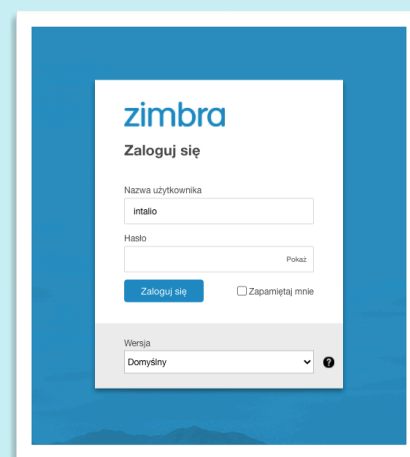 zimbra
Zaloguj się
Nazwa użytkownika
intalio
Hasło
Pokaż
Zaloguj się Zapamiętaj mnie
Wersja
Domyślny ?